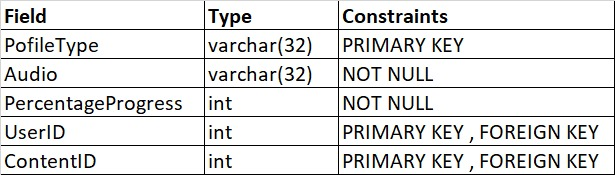 Field Type Constraints
PofileType varchar(32) PRIMARY KEY
Audio varchar(32) NOT NULL
PercentageProgress int NOT NULL
UserID int PRIMARY KEY , FOREIGN KEY
ContentID int PRIMARY KEY , FOREIGN KEY